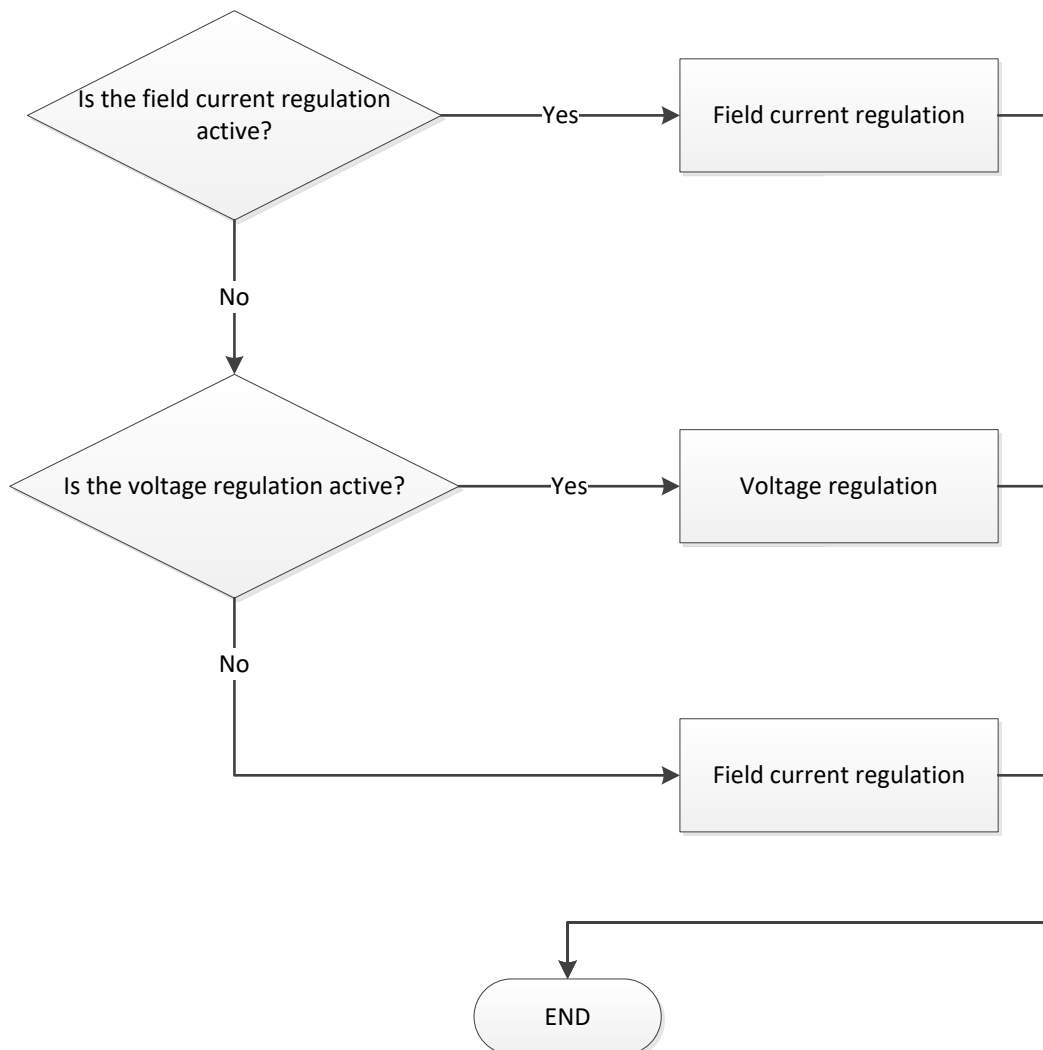 Is the field current regulation
active?
Yes
Field current regulation
No
Is the voltage regulation active?
Yes
Voltage regulation
No
Field current regulation
END